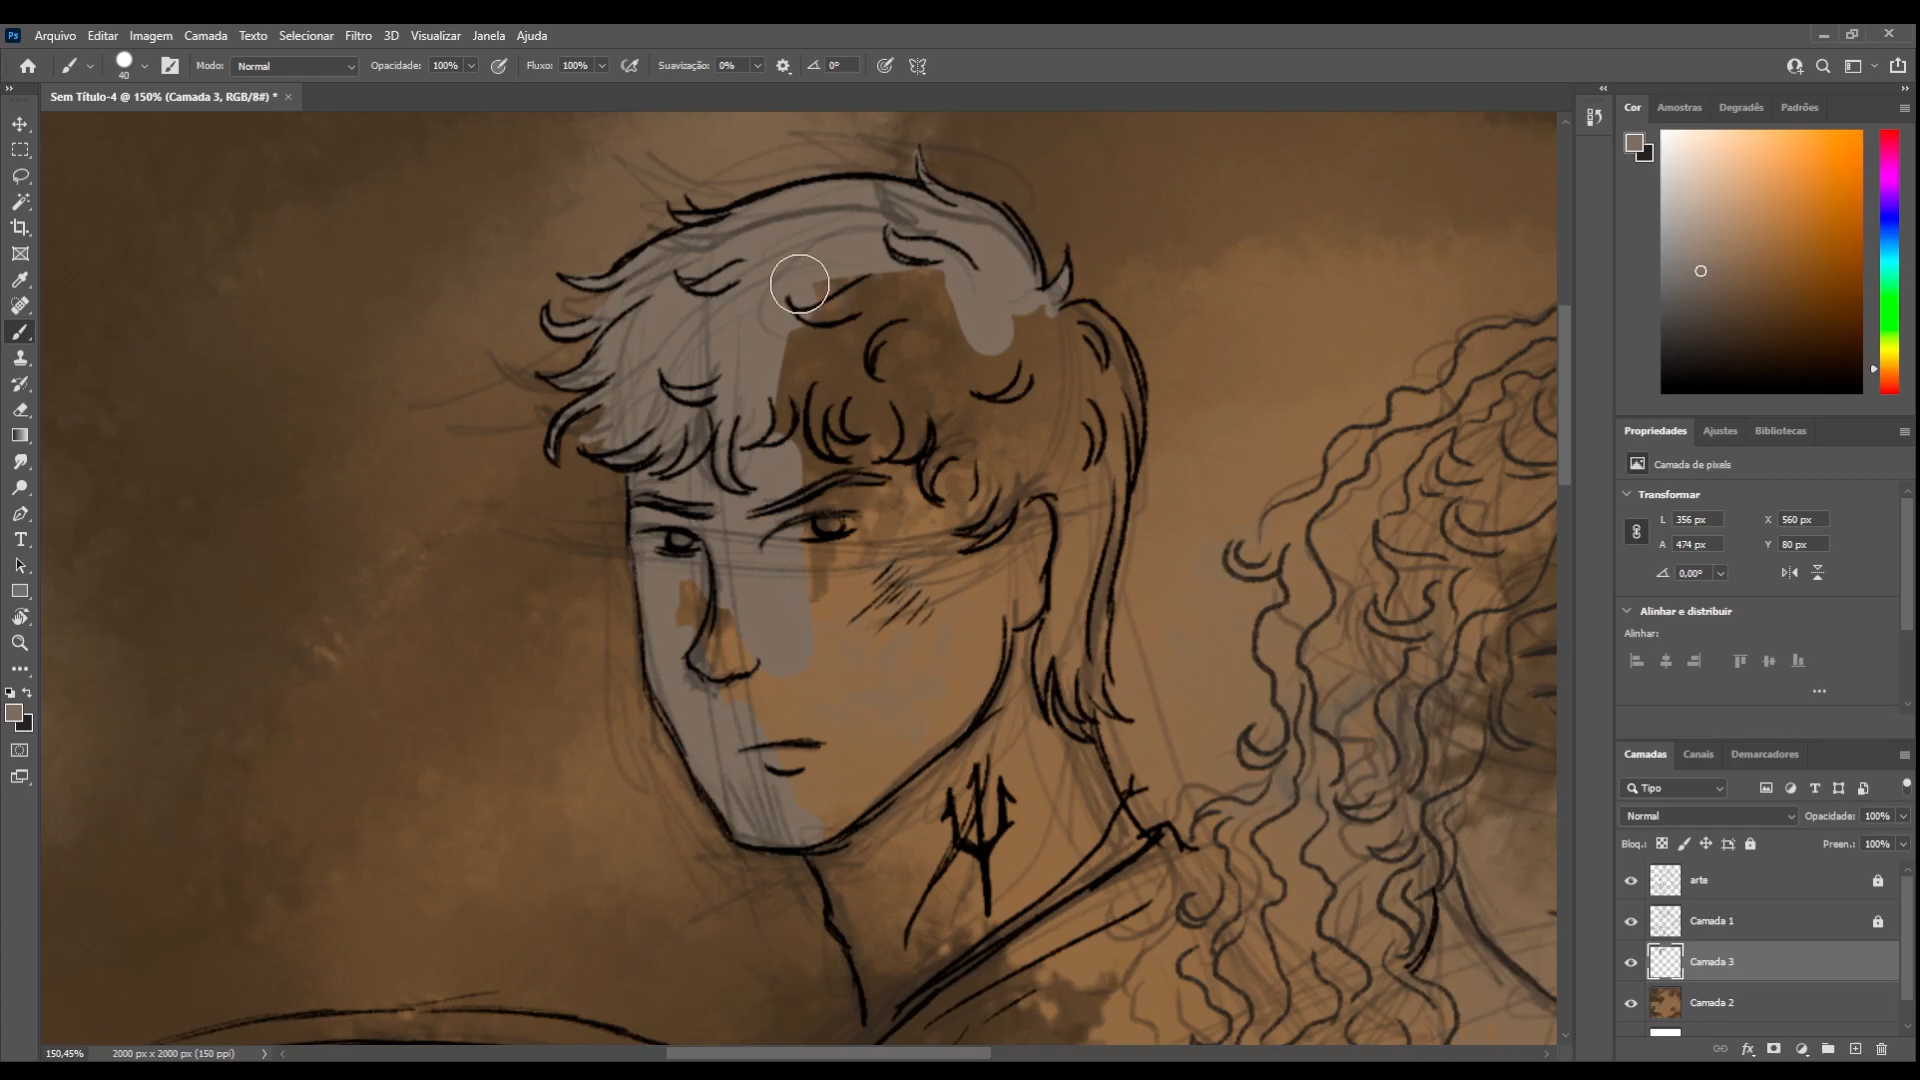 Ps Arquivo Editar Imagem Camada Texto Selecionar Filtro 3D Visualizar Janela Ajuda
40 Modo: Normal Opacidade: 100% Fluxo: 100% Suavização: 0% 0°
Sem Título-4 @ 150% (Camada 3, RGB/8#) * ×
Cor Amostras Degradês Padrões
Propriedades Ajustes Bibliotecas
Camada de pixels
Transformar
L 356 px X 560 px
A 474 px Y 80 px
0,00°
Alinhar e distribuir
Alinhar:
Camadas Canais Demarcadores
Tipo
Normal Opacidade: 100%
Bloq.: Preen.: 100%
arte
Camada 1
Camada 3
Camada 2
fx
150,45% 2000 px x 2000 px (150 ppi)